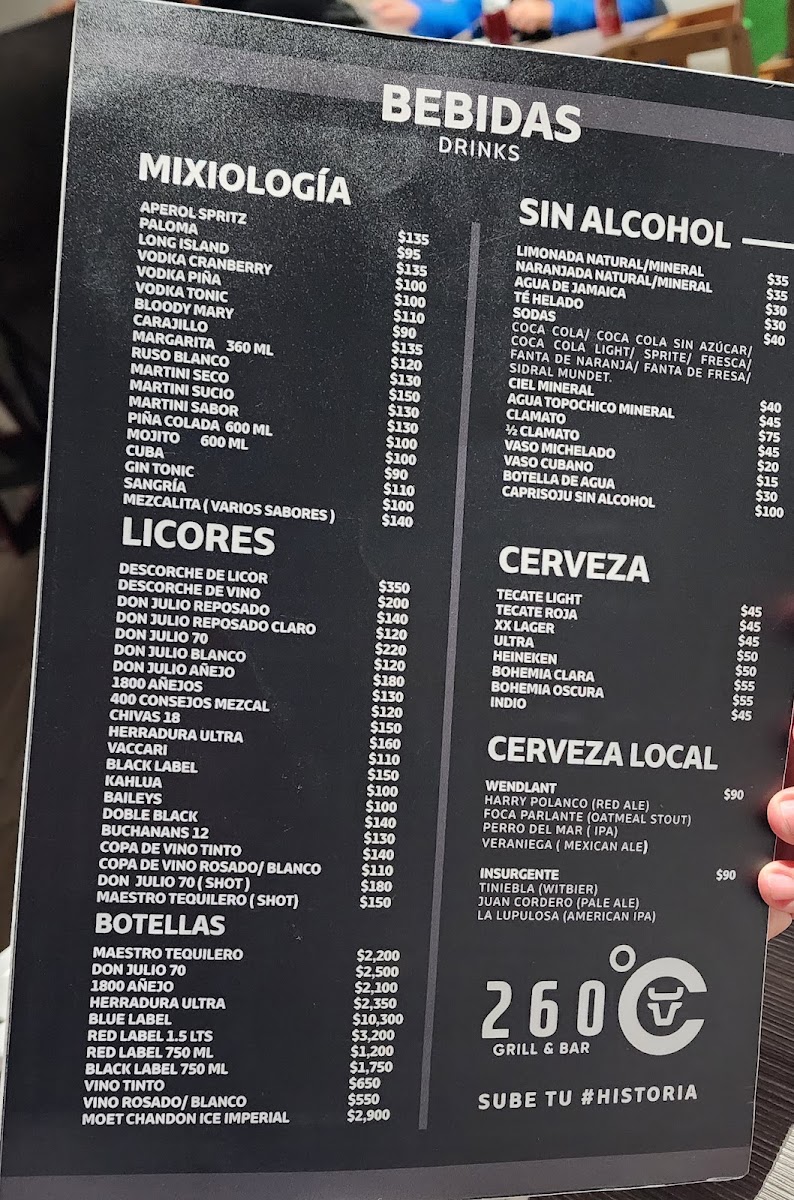 BEBIDAS
DRINKS
MIXIOLOGÍA
APEROL SPRITZ $135
PALOMA $95
LONG ISLAND $135
VODKA CRANBERRY $100
VODKA PIÑA $100
VODKA TONIC $110
BLOODY MARY $90
CARAJILLO $135
MARGARITA 360 ML $120
RUSO BLANCO $130
MARTINI SECO $150
MARTINI SUCIO $130
MARTINI SABOR $130
PIÑA COLADA 600 ML $100
MOJITO 600 ML $100
CUBA $90
GIN TONIC $110
SANGRÍA $100
MEZCALITA ( VARIOS SABORES ) $140
LICORES
DESCORCHE DE LICOR $350
DESCORCHE DE VINO $200
DON JULIO REPOSADO $140
DON JULIO REPOSADO CLARO $120
DON JULIO 70 $220
DON JULIO BLANCO $120
DON JULIO AÑEJO $180
1800 AÑEJOS $130
400 CONSEJOS MEZCAL $120
CHIVAS 18 $150
HERRADURA ULTRA $160
VACCARI $110
BLACK LABEL $150
KAHLUA $100
BAILEYS $100
DOBLE BLACK $140
BUCHANANS 12 $130
COPA DE VINO TINTO $140
COPA DE VINO ROSADO/ BLANCO $110
DON JULIO 70 ( SHOT ) $180
MAESTRO TEQUILERO ( SHOT) $150
BOTELLAS
MAESTRO TEQUILERO $2,200
DON JULIO 70 $2,500
1800 AÑEJO $2,100
HERRADURA ULTRA $2,350
BLUE LABEL $10,300
RED LABEL 1.5 LTS $3,200
RED LABEL 750 ML $1,200
BLACK LABEL 750 ML $1,750
VINO TINTO $650
VINO ROSADO/ BLANCO $550
MOET CHANDON ICE IMPERIAL $2,900
SIN ALCOHOL
LIMONADA NATURAL/MINERAL $35
NARANJADA NATURAL/MINERAL $35
AGUA DE JAMAICA $30
TÉ HELADO $30
SODAS $40
COCA COLA/ COCA COLA SIN AZÚCAR/
COCA COLA LIGHT/ SPRITE/ FRESCA/
FANTA DE NARANJA/ FANTA DE FRESA/
SIDRAL MUNDET.
CIEL MINERAL $40
AGUA TOPOCHICO MINERAL $45
CLAMATO $75
½ CLAMATO $45
VASO MICHELADO $20
VASO CUBANO $15
BOTELLA DE AGUA $30
CAPRISOJU SIN ALCOHOL $100
CERVEZA
TECATE LIGHT $45
TECATE ROJA $45
XX LAGER $45
ULTRA $50
HEINEKEN $50
BOHEMIA CLARA $55
BOHEMIA OSCURA $55
INDIO $45
CERVEZA LOCAL
WENDLANT $90
HARRY POLANCO (RED ALE)
FOCA PARLANTE (OATMEAL STOUT)
PERRO DEL MAR ( IPA)
VERANIEGA ( MEXICAN ALE)
INSURGENTE $90
TINIEBLA (WITBIER)
JUAN CORDERO (PALE ALE)
LA LUPULOSA (AMERICAN IPA)
260°C
GRILL & BAR
SUBE TU #HISTORIA